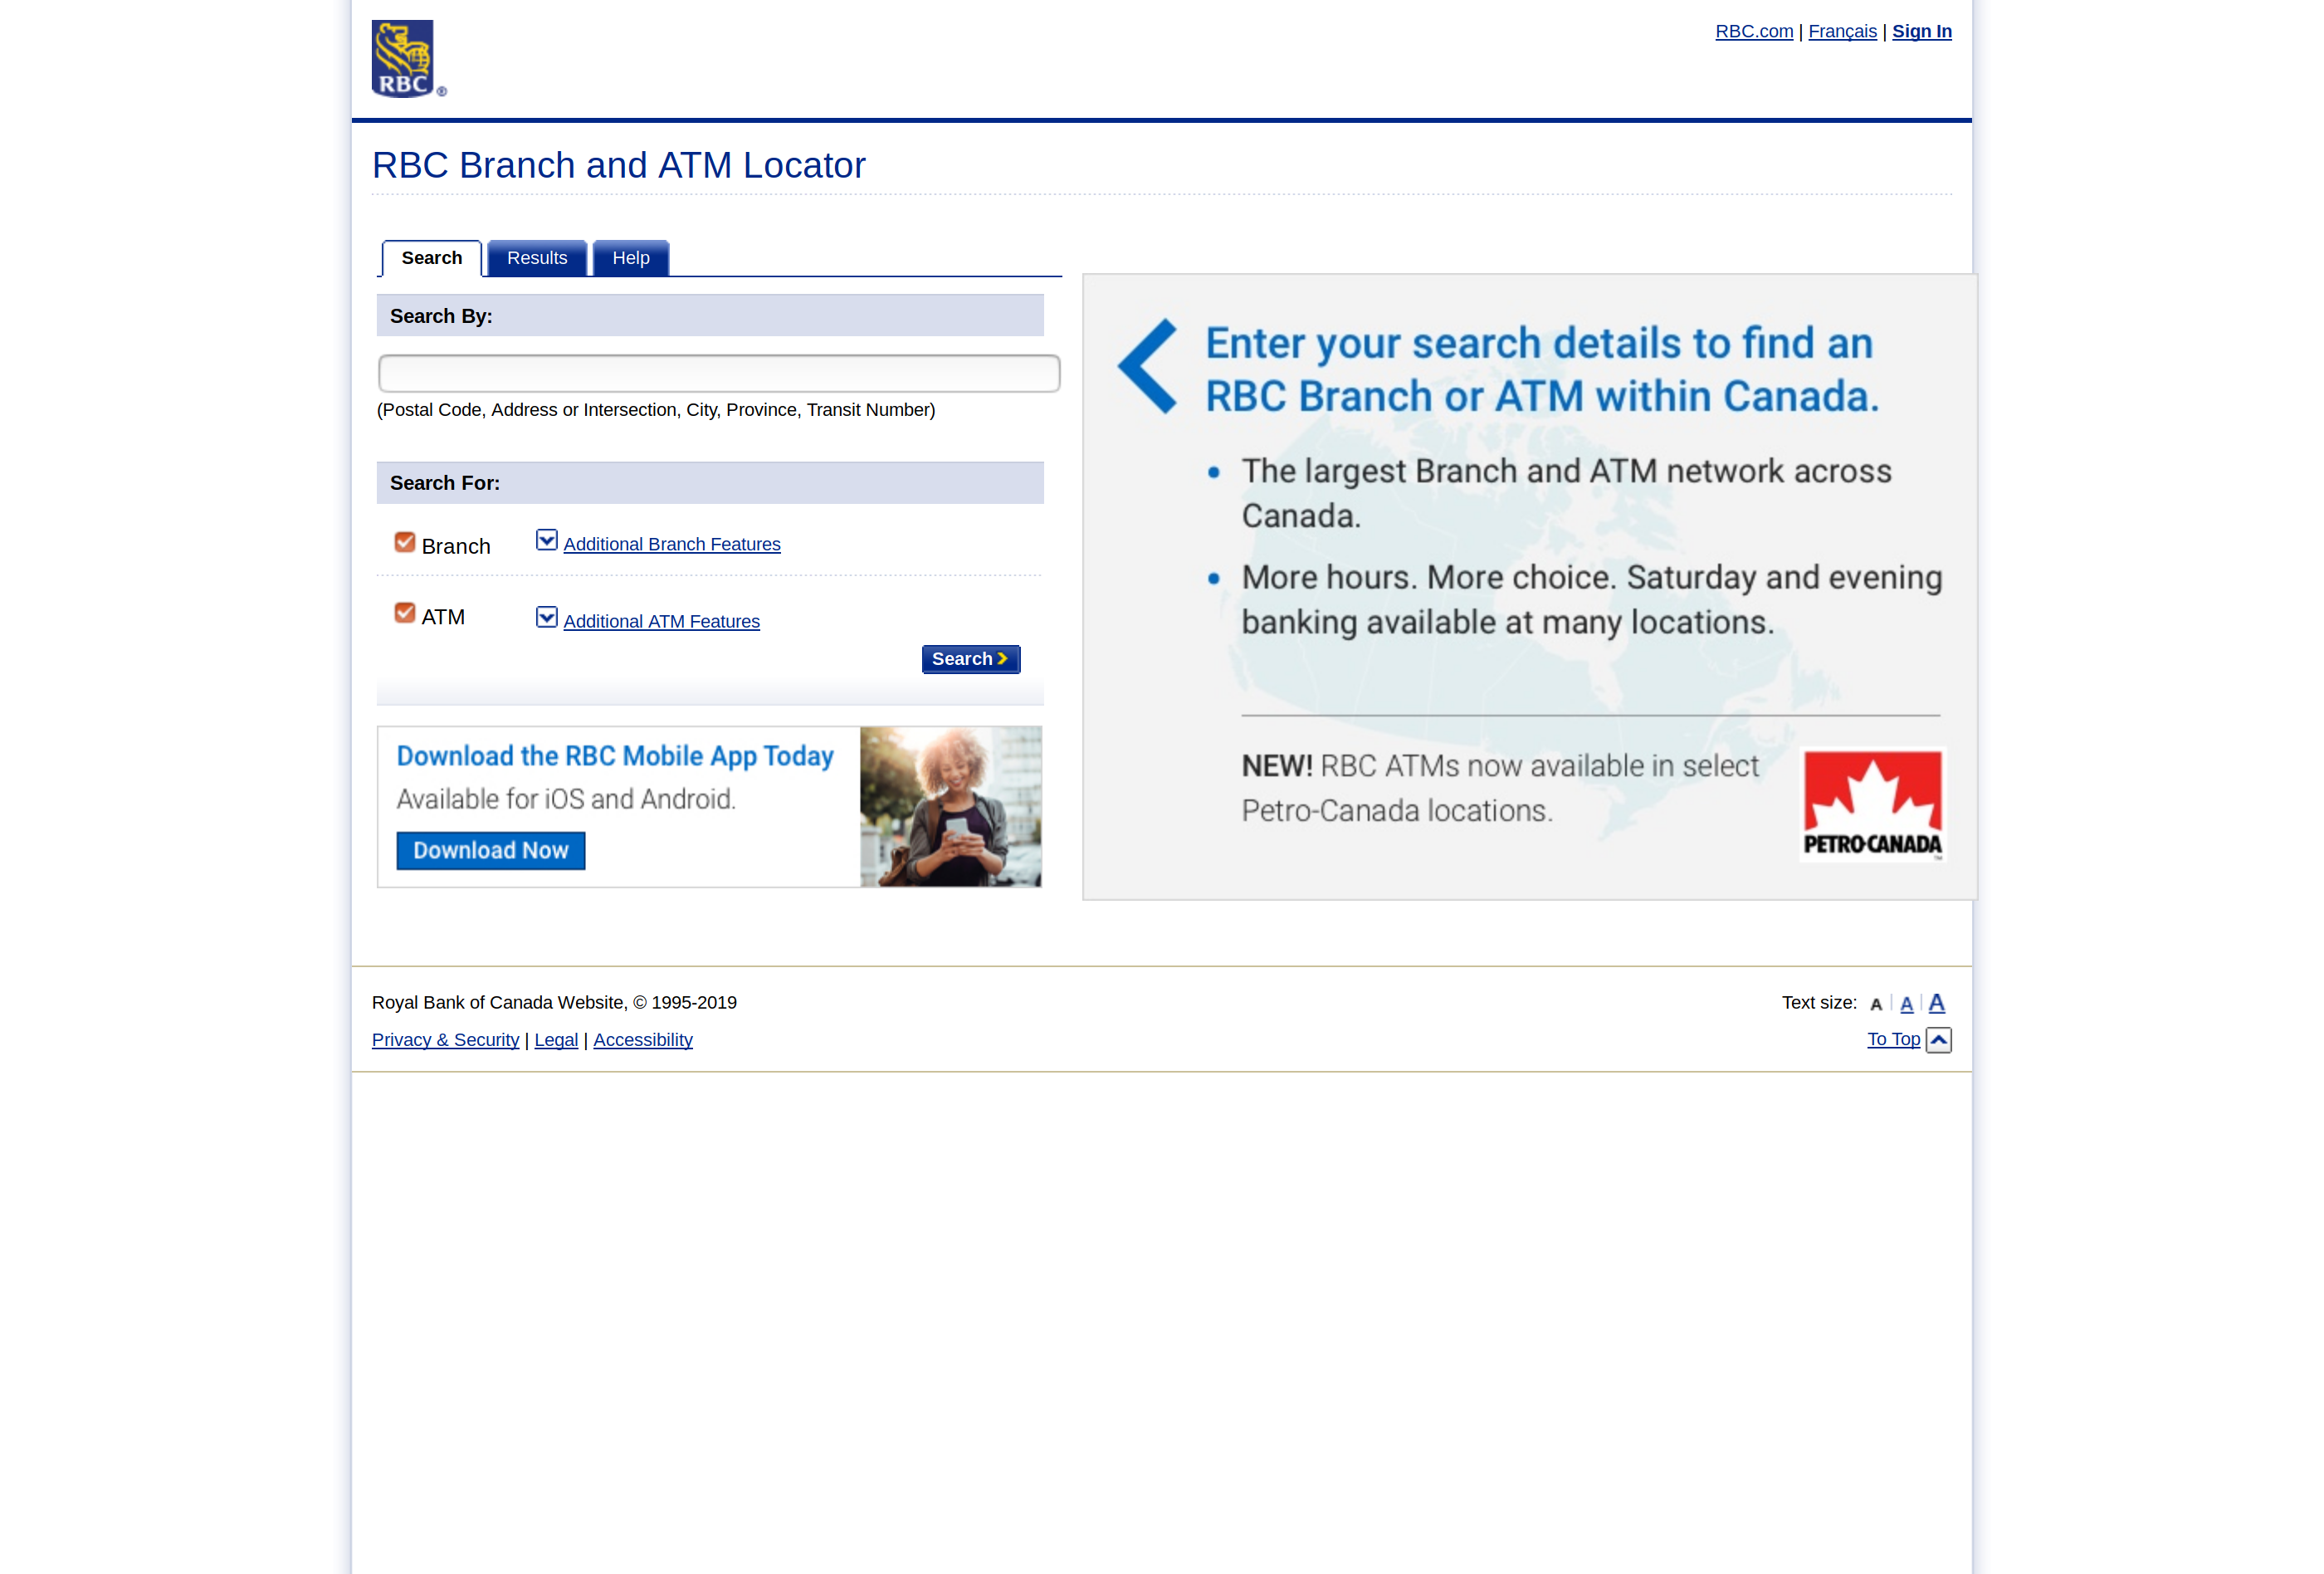 RBC ®
RBC.com | Français | Sign In
RBC Branch and ATM Locator
Search Results Help
Search By:
(Postal Code, Address or Intersection, City, Province, Transit Number)
Search For:
Branch Additional Branch Features
ATM Additional ATM Features
Search
Download the RBC Mobile App Today
Available for iOS and Android.
Download Now
Enter your search details to find an
RBC Branch or ATM within Canada.
• The largest Branch and ATM network across
Canada.
• More hours. More choice. Saturday and evening
banking available at many locations.
NEW! RBC ATMs now available in select
Petro-Canada locations.
PETRO-CANADA
TM
Royal Bank of Canada Website, © 1995-2019
Text size: A | A | A
Privacy & Security | Legal | Accessibility
To Top